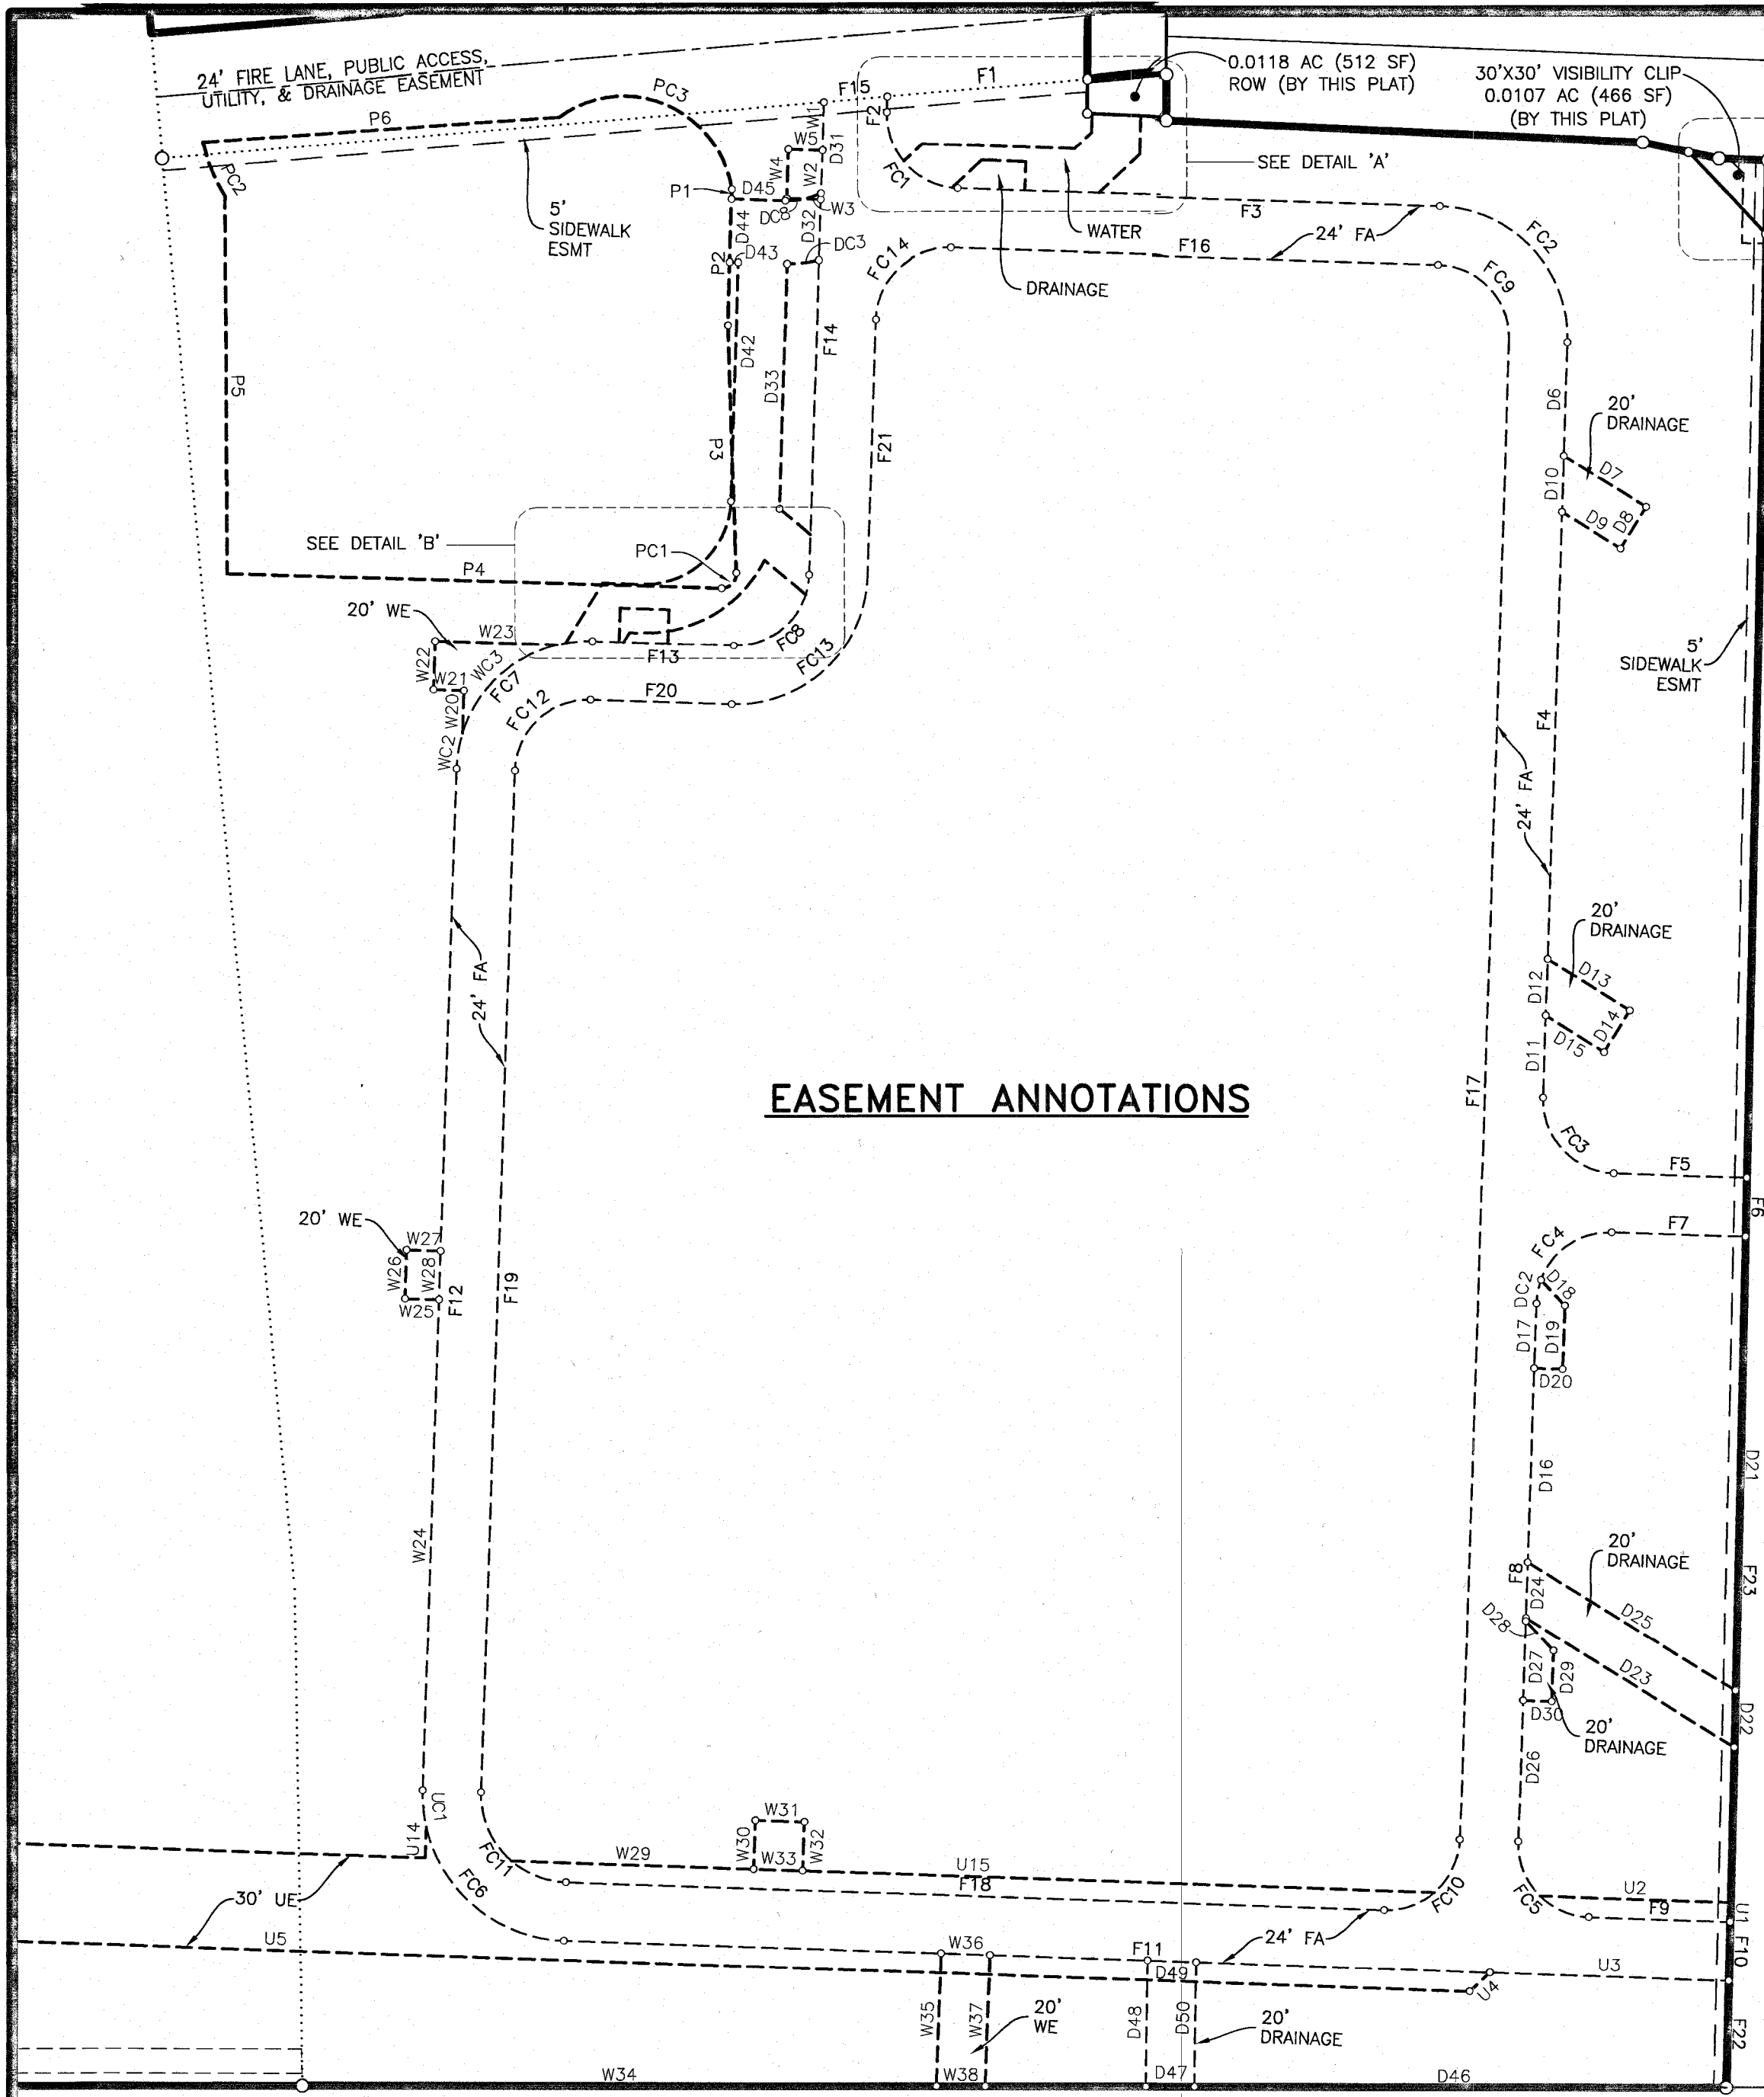 24' FIRE LANE, PUBLIC ACCESS,
UTILITY, & DRAINAGE EASEMENT
P6
PC3
F15
F1
0.0118 AC (512 SF)
ROW (BY THIS PLAT)
30'X30' VISIBILITY CLIP
0.0107 AC (466 SF)
(BY THIS PLAT)
F2
W1
W5
D31
W4
W2
PC2
P1
D45
DC8
W3
FC1
SEE DETAIL 'A'
5'
SIDEWALK
ESMT
D44
D32
WATER
F3
24' FA
FC2
P2
D43
DC3
FC14
F16
FC9
DRAINAGE
D42
D33
F14
P5
D6
20'
DRAINAGE
P3
F21
D10
D7
D9
D8
SEE DETAIL 'B'
PC1
P4
20' WE
W23
W22
W21
WC3
FC7
F13
FC8
FC13
W20
FC12
F20
WC2
5'
SIDEWALK
ESMT
F4
24' FA
24' FA
20'
DRAINAGE
D12
D13
D14
D15
D11
EASEMENT ANNOTATIONS
F17
FC3
F5
F6
20' WE
W27
W26
W28
W25
F12
F19
F7
FC4
DC2
D18
D17
D19
D20
D16
D21
W24
20'
DRAINAGE
F8
D24
F23
D25
D28
D27
D29
D23
D30
D22
20'
DRAINAGE
D26
UC1
U14
W31
W30
W32
W29
W33
U15
FC11
F18
FC6
FC10
FC5
U2
F9
U1
30' UE
U5
W36
F11
D49
24' FA
F10
U3
U4
W35
W37
20'
WE
D48
D50
20'
DRAINAGE
F22
W34
W38
D47
D46